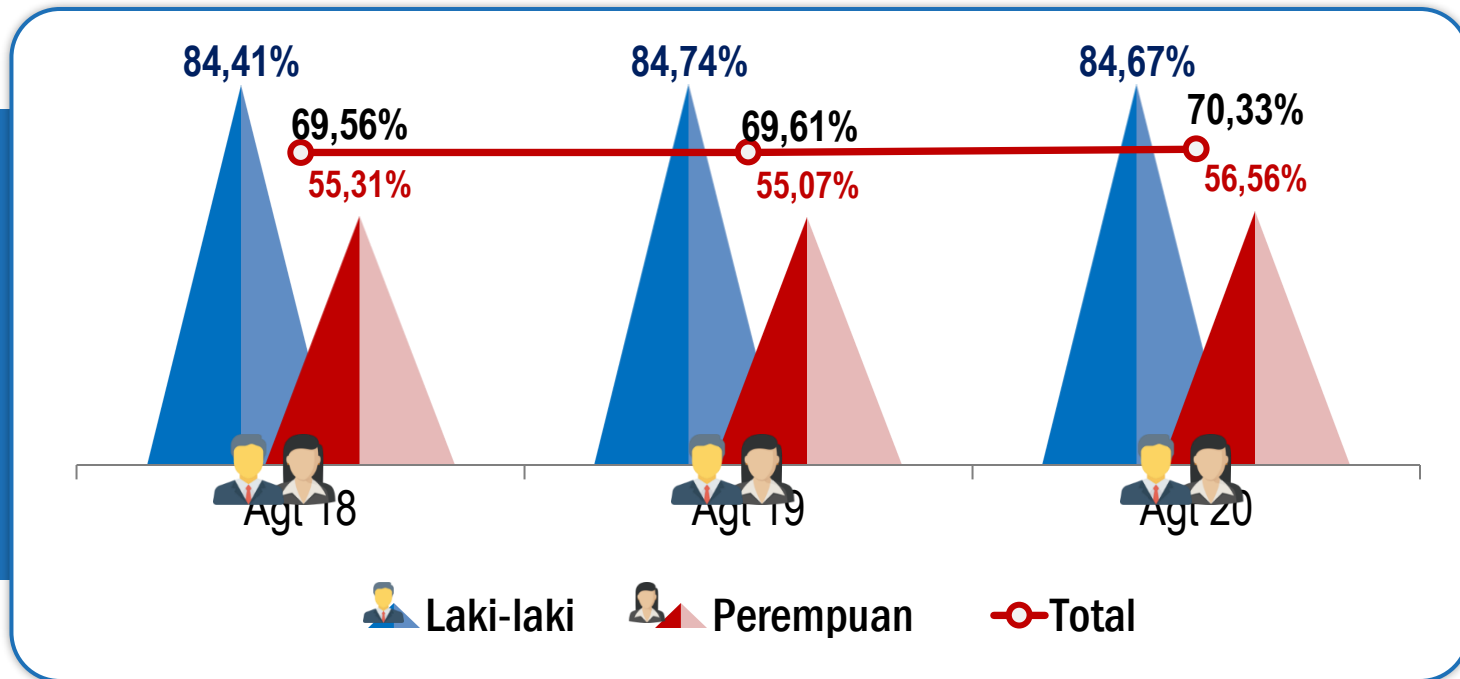 84,41%
84,74%
84,67%
69,56%
69,61%
70,33%
55,31%
55,07%
56,56%
Agt 18
Agt 19
Agt 20
Laki-laki
Perempuan
Total